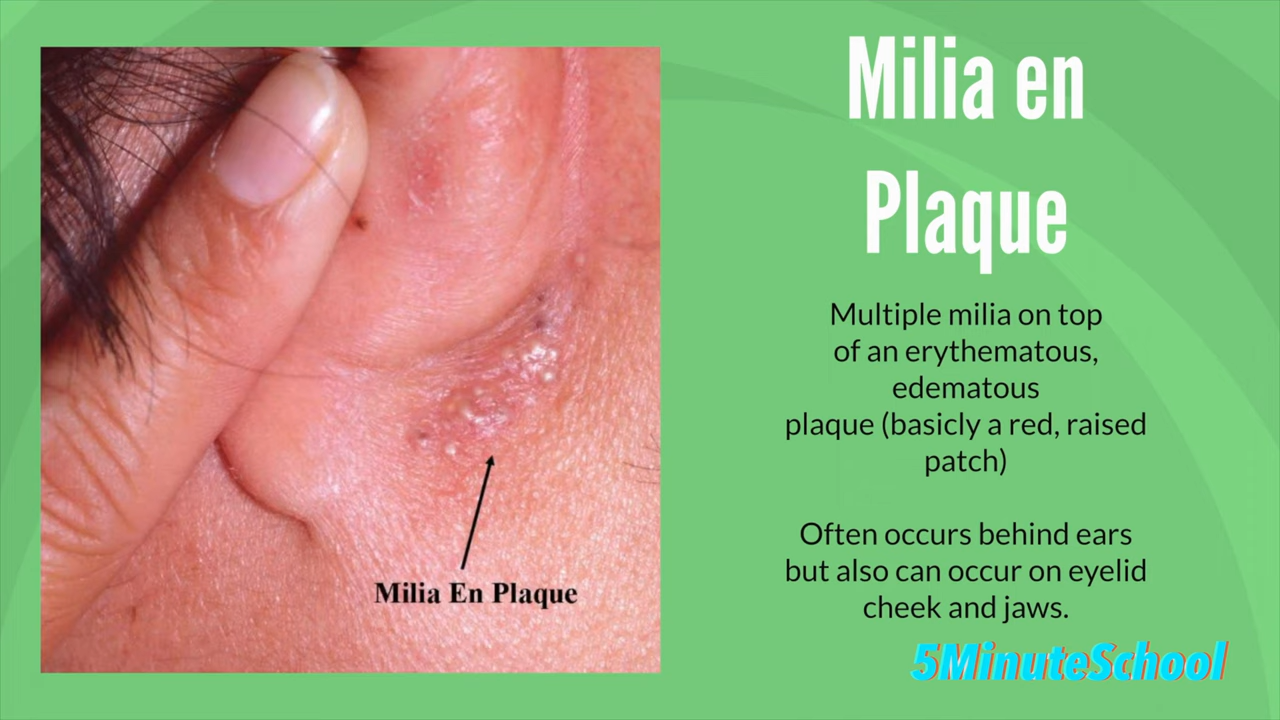 Milia en
Plaque
Multiple milia on top
of an erythematous,
edematous
plaque (basicly a red, raised
patch)
Often occurs behind ears
but also can occur on eyelid
cheek and jaws.
Milia En Plaque
5MinuteSchool